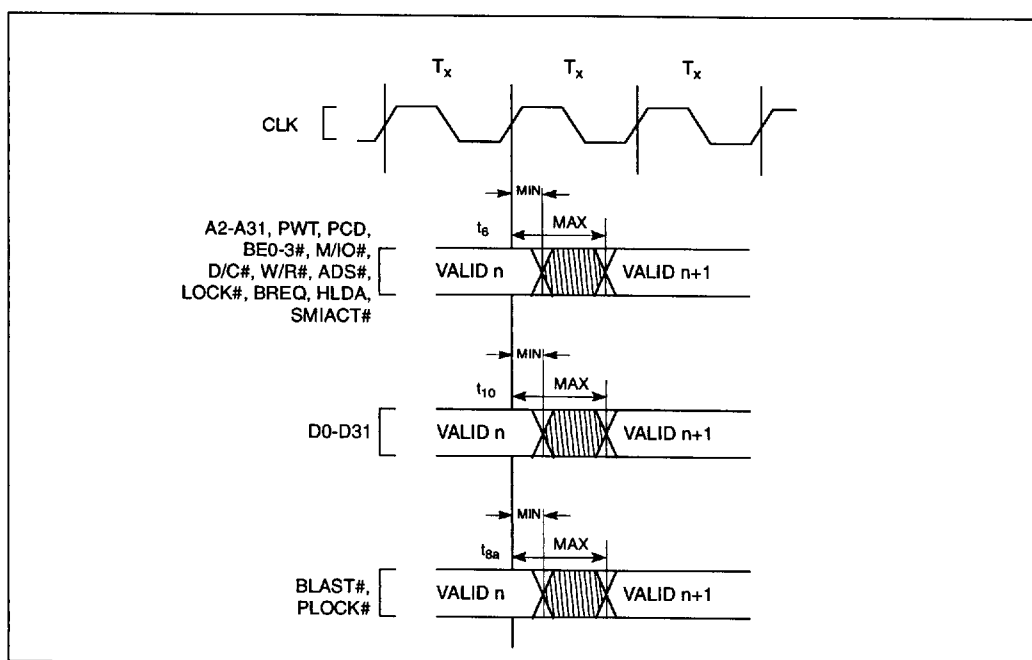 Tx Tx Tx
CLK
MIN
A2-A31, PWT, PCD,
BE0-3#, M/IO#,
D/C#, W/R#, ADS#,
LOCK#, BREQ, HLDA,
SMIACT#
t6 MAX
VALID n VALID n+1
MIN
t10 MAX
D0-D31
VALID n VALID n+1
MIN
t8a MAX
BLAST#,
PLOCK#
VALID n VALID n+1